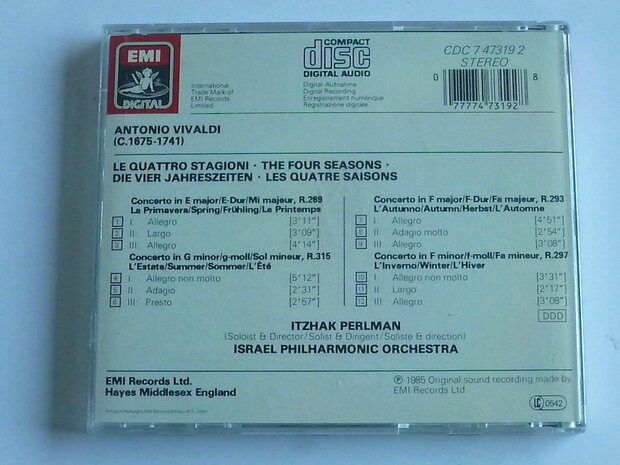 EMI
DIGITAL
International
Trade Mark of
EMI Records
Limited
COMPACT
disc
DIGITAL AUDIO
Digital-Aufnahme
Digital Recording
Enregistrement numérique
Registrazione digitale
CDC 7 47319 2
STEREO
0 77774 73192 8
ANTONIO VIVALDI
(C.1675-1741)
LE QUATTRO STAGIONI · THE FOUR SEASONS ·
DIE VIER JAHRESZEITEN · LES QUATRE SAISONS
Concerto in E major/E-Dur/Mi majeur, R.269
La Primavera/Spring/Frühling/Le Printemps
1 I: Allegro [3'11"]
2 II: Largo [3'09"]
3 III: Allegro [4'14"]
Concerto in G minor/g-moll/Sol mineur, R.315
L'Estate/Summer/Sommer/L'Été
4 I: Allegro non molto [5'12"]
5 II: Adagio [2'31"]
6 III: Presto [2'57"]
Concerto in F major/F-Dur/Fa majeur, R.293
L'Autunno/Autumn/Herbst/L'Automne
7 I: Allegro [4'51"]
8 II: Adagio molto [2'54"]
9 III: Allegro [3'08"]
Concerto in F minor/f-moll/Fa mineur, R.297
L'Inverno/Winter/L'Hiver
10 I: Allegro non molto [3'31"]
11 II: Largo [2'17"]
12 III: Allegro [3'08"]
DDD
ITZHAK PERLMAN
(Soloist & Director/Solist & Dirigent/Soliste & direction)
ISRAEL PHILHARMONIC ORCHESTRA
EMI Records Ltd.
Hayes Middlesex England
℗ 1985 Original sound recording made by
EMI Records Ltd.
LC 0542